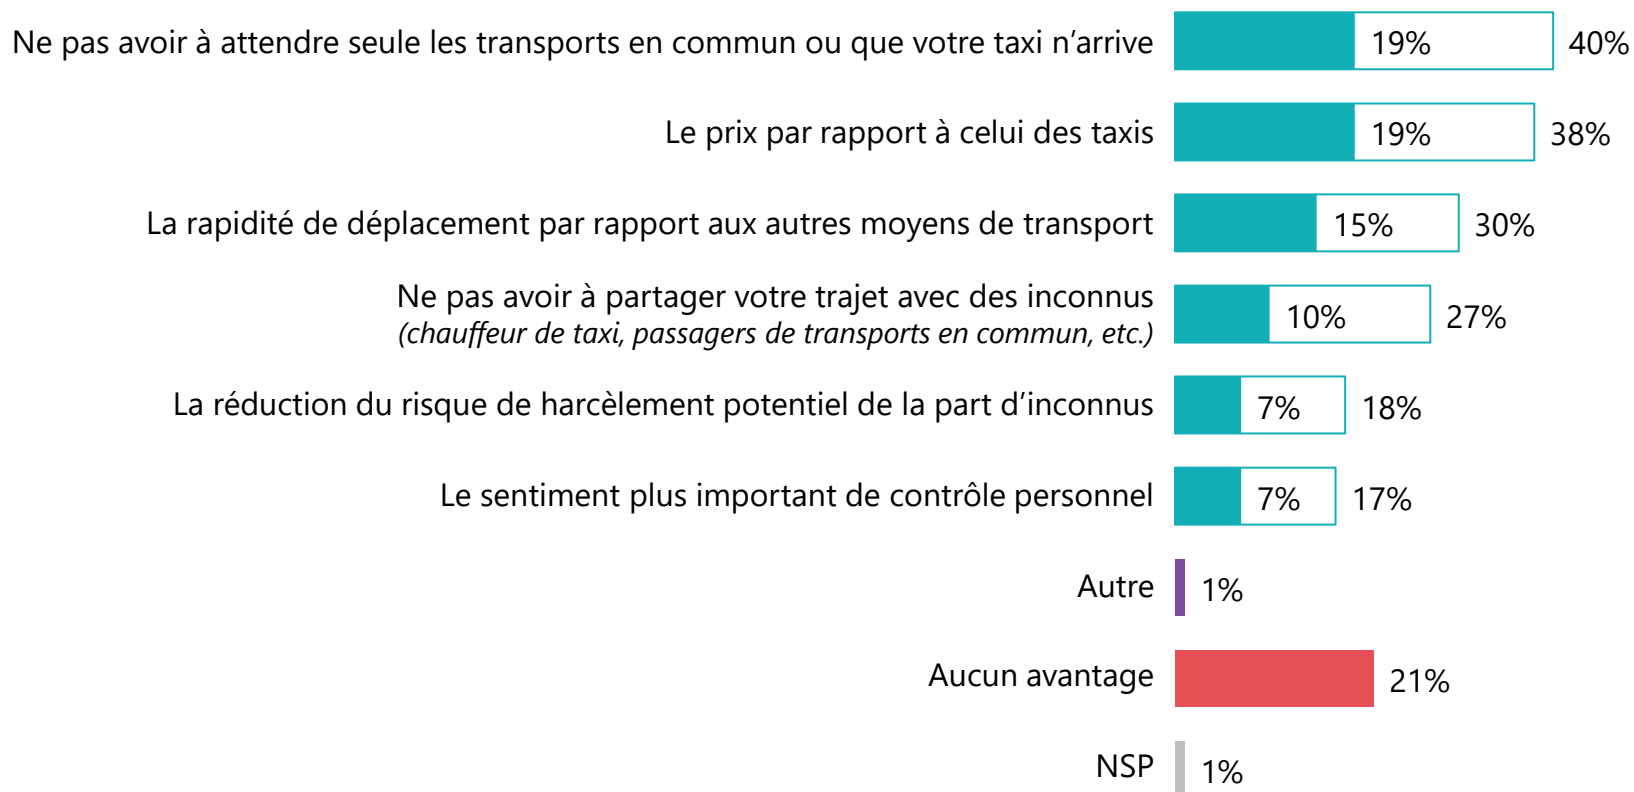 Ne pas avoir à attendre seule les transports en commun ou que votre taxi n’arrive 19% 40%
Le prix par rapport à celui des taxis 19% 38%
La rapidité de déplacement par rapport aux autres moyens de transport 15% 30%
Ne pas avoir à partager votre trajet avec des inconnus
(chauffeur de taxi, passagers de transports en commun, etc.) 10% 27%
La réduction du risque de harcèlement potentiel de la part d’inconnus 7% 18%
Le sentiment plus important de contrôle personnel 7% 17%
Autre 1%
Aucun avantage 21%
NSP 1%